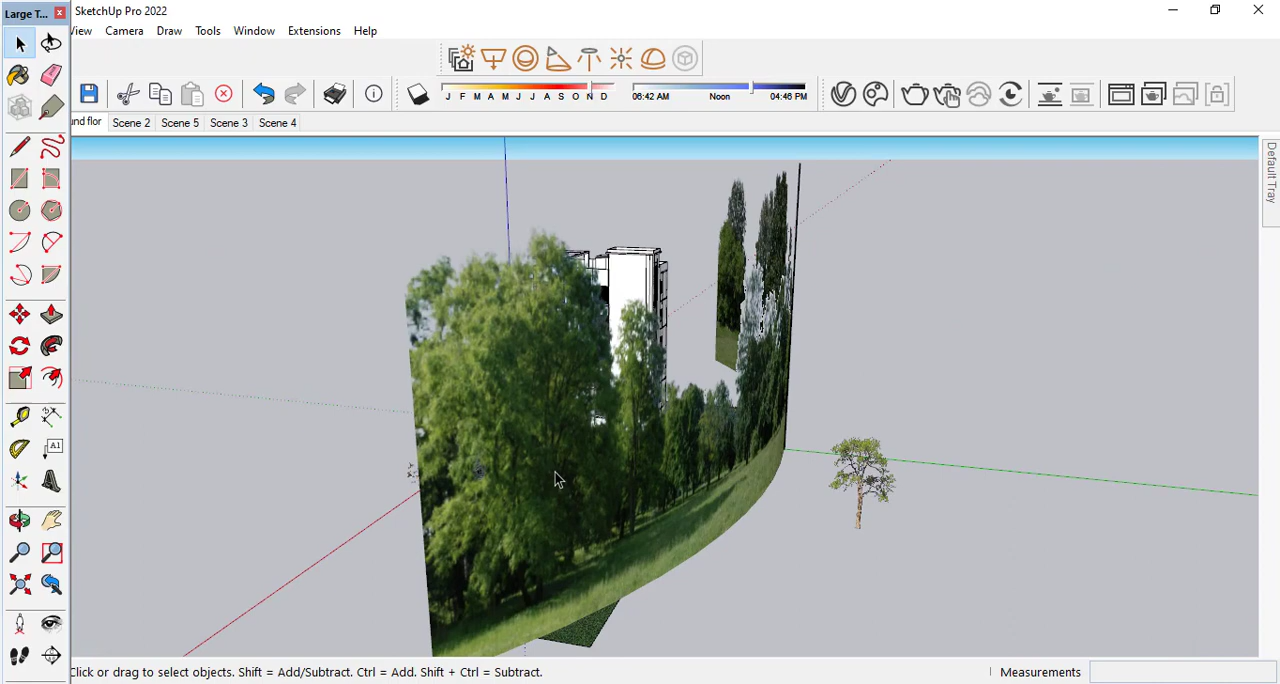 Large T...
SketchUp Pro 2022
View Camera Draw Tools Window Extensions Help
J F M A M J J A S O N D
06:42 AM Noon 04:46 PM
und flor Scene 2 Scene 5 Scene 3 Scene 4
Default Tray
A1
Click or drag to select objects. Shift = Add/Subtract. Ctrl = Add. Shift + Ctrl = Subtract.
Measurements